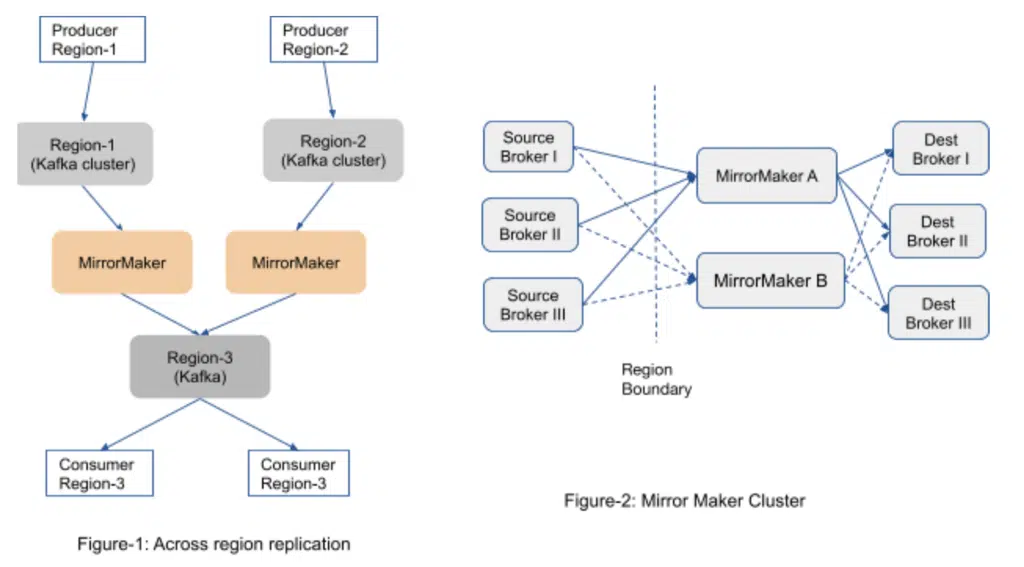 Producer
Region-1
Producer
Region-2
Region-1
(Kafka cluster)
Region-2
(Kafka cluster)
MirrorMaker
MirrorMaker
Region-3
(Kafka)
Consumer
Region-3
Consumer
Region-3
Figure-1: Across region replication
Source
Broker I
Source
Broker II
Source
Broker III
MirrorMaker A
MirrorMaker B
Dest
Broker I
Dest
Broker II
Dest
Broker III
Region
Boundary
Figure-2: Mirror Maker Cluster